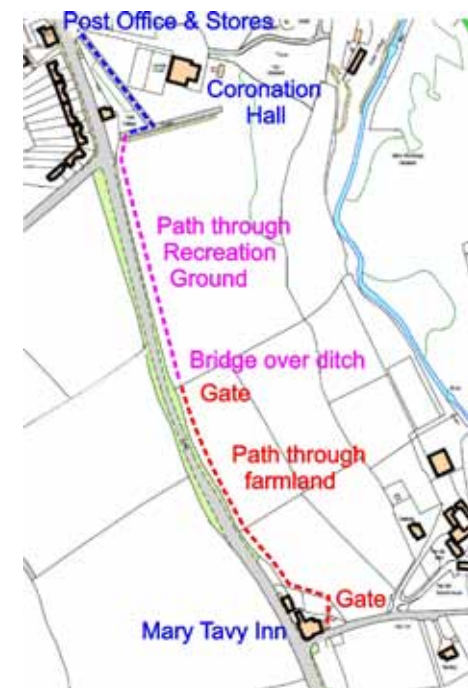 Post Office & Stores
Coronation
Hall
Path through
Recreation
Ground
Bridge over ditch
Gate
Path through
farmland
Gate
Mary Tavy Inn